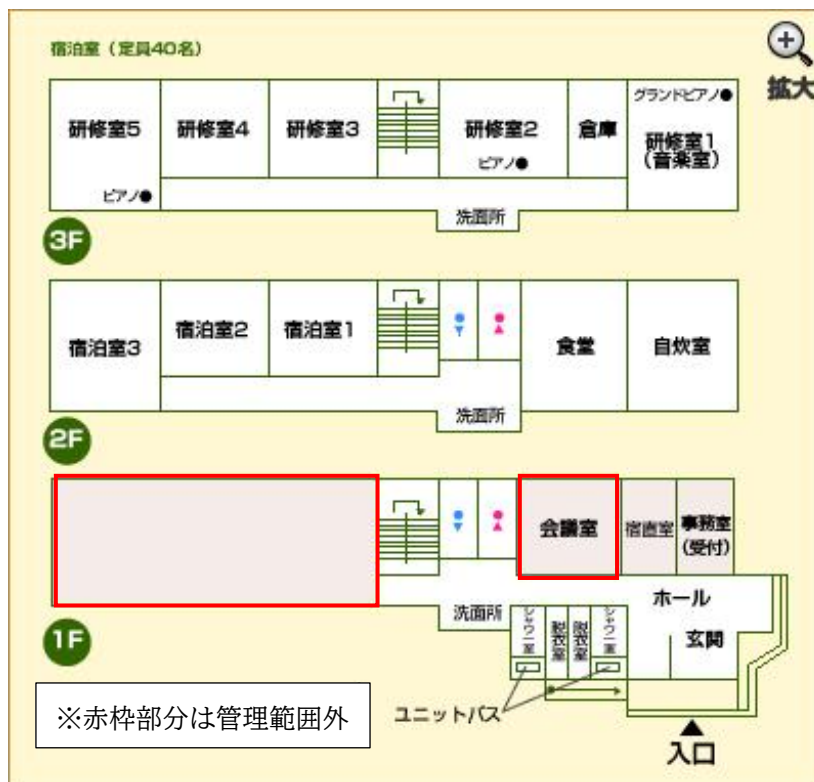 宿泊室（定員40名）
拡大
グランドピアノ●
研修室5
研修室4
研修室3
研修室2
倉庫
研修室1
（音楽室）
ピアノ●
ピアノ●
洗面所
3F
宿泊室3
宿泊室2
宿泊室1
食堂
自炊室
洗面所
2F
会議室
宿直室
事務室
(受付)
洗面所
シャワー室
脱衣室
脱衣室
シャワー室
ホール
玄関
1F
※赤枠部分は管理範囲外
ユニットバス
入口